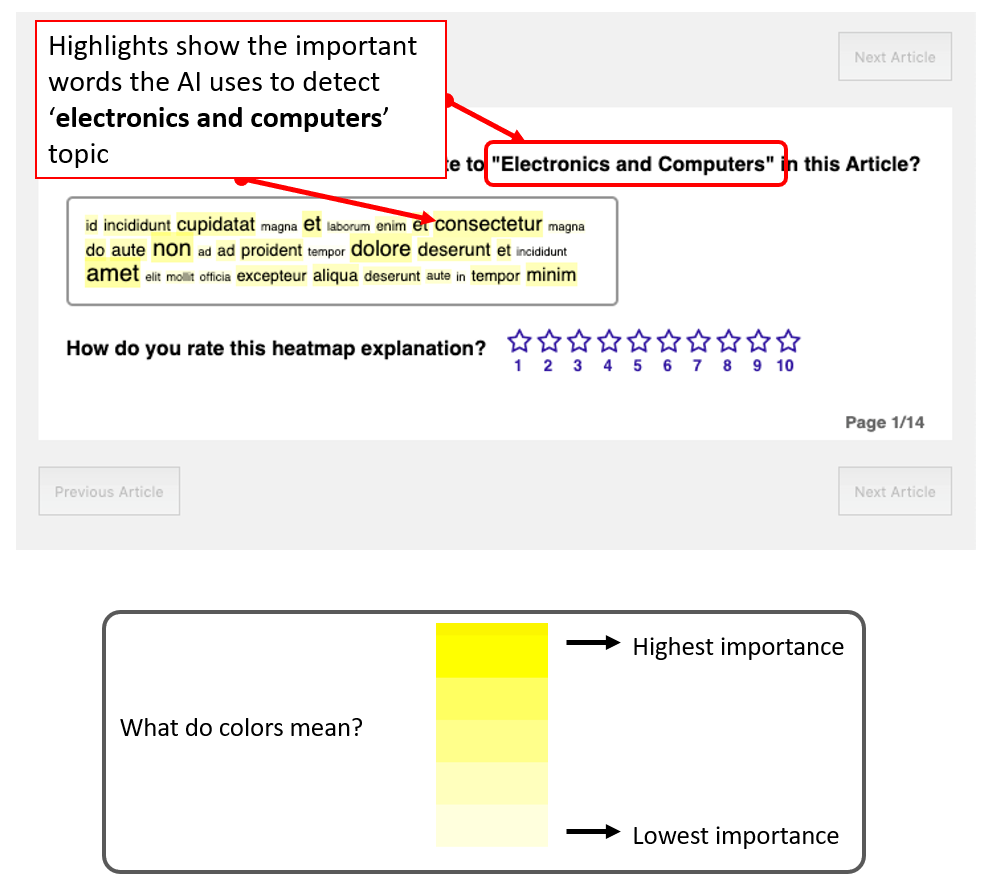 Highlights show the important
words the AI uses to detect
‘electronics and computers’
topic
Next Article
to "Electronics and Computers" in this Article?
id incididunt cupidatat magna et laborum enim et consectetur magna
do aute non ad ad proident tempor dolore deserunt et incididunt
amet elit mollit officia excepteur aliqua deserunt aute in tempor minim
How do you rate this heatmap explanation?
1 2 3 4 5 6 7 8 9 10
Page 1/14
Previous Article
Next Article
What do colors mean?
Highest importance
Lowest importance